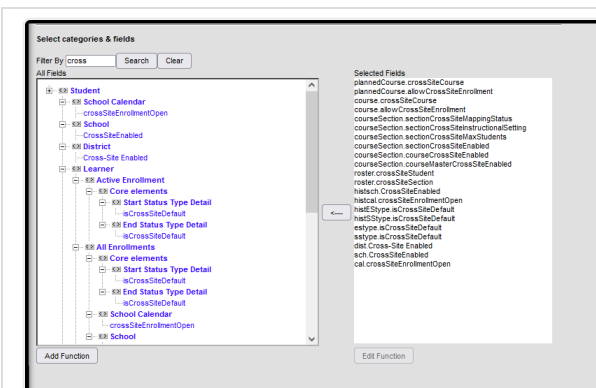 Select categories & fields
Filter By cross Search Clear
All Fields
Student
School Calendar
crossSiteEnrollmentOpen
School
CrossSiteEnabled
District
Cross-Site Enabled
Learner
Active Enrollment
Core elements
Start Status Type Detail
isCrossSiteDefault
End Status Type Detail
isCrossSiteDefault
All Enrollments
Core elements
Start Status Type Detail
isCrossSiteDefault
End Status Type Detail
isCrossSiteDefault
School Calendar
crossSiteEnrollmentOpen
School
Add Function
<---
Selected Fields
plannedCourse.crossSiteCourse
plannedCourse.allowCrossSiteEnrollment
course.crossSiteCourse
course.allowCrossSiteEnrollment
courseSection.sectionCrossSiteMappingStatus
courseSection.sectionCrossSiteInstructionalSetting
courseSection.sectionCrossSiteMaxStudents
courseSection.sectionCrossSiteEnabled
courseSection.courseCrossSiteEnabled
courseSection.courseMasterCrossSiteEnabled
roster.crossSiteStudent
roster.crossSiteSection
histsch.CrossSiteEnabled
histcal.crossSiteEnrollmentOpen
histEStype.isCrossSiteDefault
histSStype.isCrossSiteDefault
estype.isCrossSiteDefault
sstype.isCrossSiteDefault
dist.Cross-Site Enabled
sch.CrossSiteEnabled
cal.crossSiteEnrollmentOpen
Edit Function